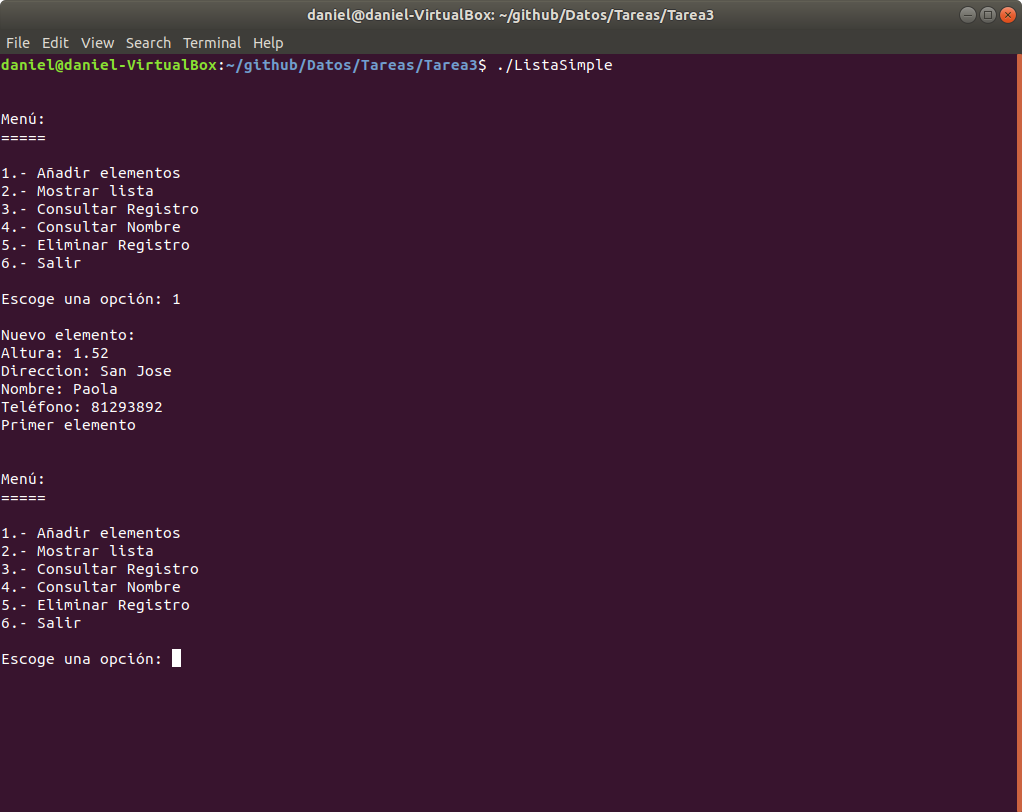 daniel@daniel-VirtualBox: ~/github/Datos/Tareas/Tarea3
File Edit View Search Terminal Help
daniel@daniel-VirtualBox:~/github/Datos/Tareas/Tarea3$ ./ListaSimple
Menú:
=====
1.- Añadir elementos
2.- Mostrar lista
3.- Consultar Registro
4.- Consultar Nombre
5.- Eliminar Registro
6.- Salir
Escoge una opción: 1
Nuevo elemento:
Altura: 1.52
Direccion: San Jose
Nombre: Paola
Teléfono: 81293892
Primer elemento
Menú:
=====
1.- Añadir elementos
2.- Mostrar lista
3.- Consultar Registro
4.- Consultar Nombre
5.- Eliminar Registro
6.- Salir
Escoge una opción: